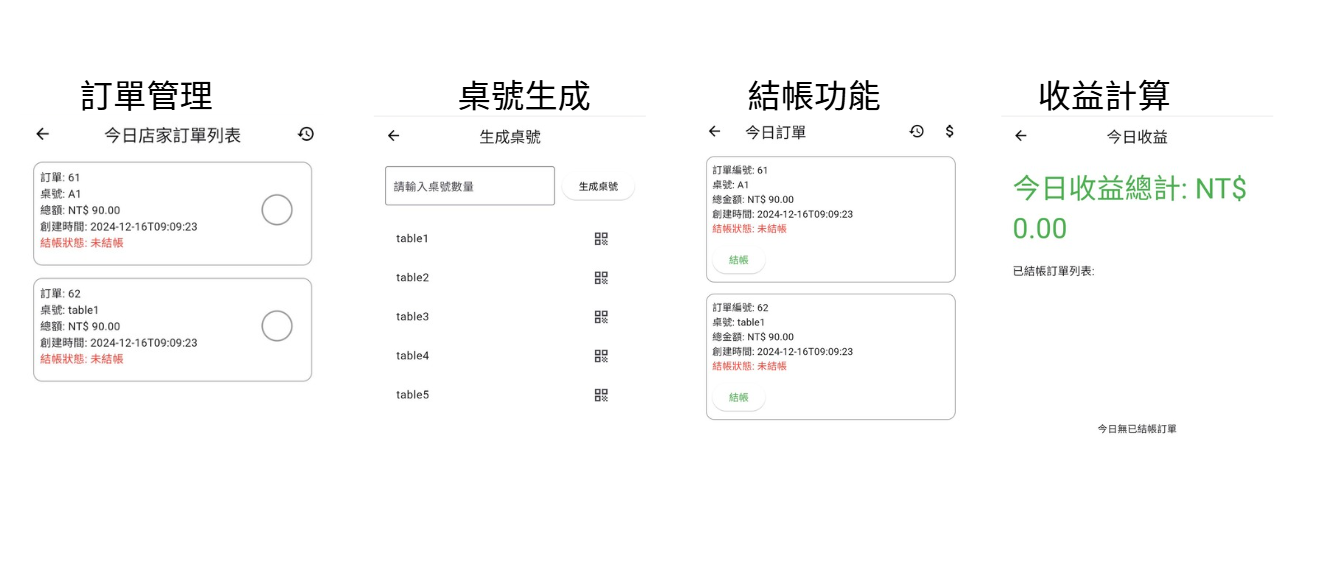 訂單管理
今日店家訂單列表
訂單: 61
桌號: A1
總額: NT$ 90.00
創建時間: 2024-12-16T09:09:23
結帳狀態: 未結帳
訂單: 62
桌號: table1
總額: NT$ 90.00
創建時間: 2024-12-16T09:09:23
結帳狀態: 未結帳
桌號生成
生成桌號
請輸入桌號數量
生成桌號
table1
table2
table3
table4
table5
結帳功能
今日訂單
$
訂單編號: 61
桌號: A1
總金額: NT$ 90.00
創建時間: 2024-12-16T09:09:23
結帳狀態: 未結帳
結帳
訂單編號: 62
桌號: table1
總金額: NT$ 90.00
創建時間: 2024-12-16T09:09:23
結帳狀態: 未結帳
結帳
收益計算
今日收益
今日收益總計: NT$
0.00
已結帳訂單列表:
今日無已結帳訂單